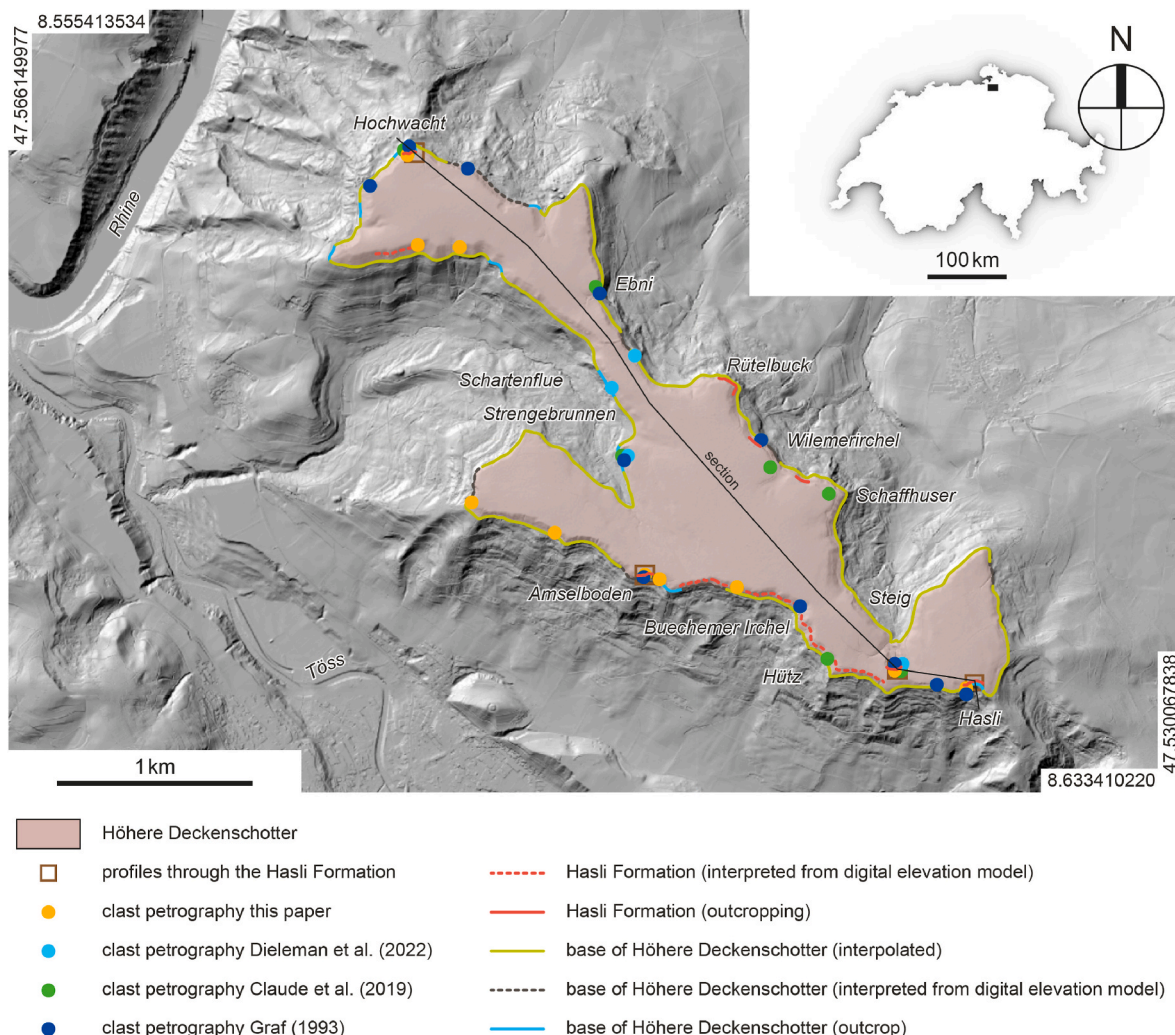 8.555413534
47.566149977
N
Hochwacht
Rhine
100 km
Ebni
Rütelbuck
Schartenflue
Strengebrunnen
Wilemerirchel
section
Schaffhuser
Amselboden
Steig
Buechemer Irchel
Töss
Hütz
Hasli
47.530067838
1 km
8.633410220
Höhere Deckenschotter
profiles through the Hasli Formation
Hasli Formation (interpreted from digital elevation model)
clast petrography this paper
Hasli Formation (outcropping)
clast petrography Dieleman et al. (2022)
base of Höhere Deckenschotter (interpolated)
clast petrography Claude et al. (2019)
base of Höhere Deckenschotter (interpreted from digital elevation model)
clast petrography Graf (1993)
base of Höhere Deckenschotter (outcrop)